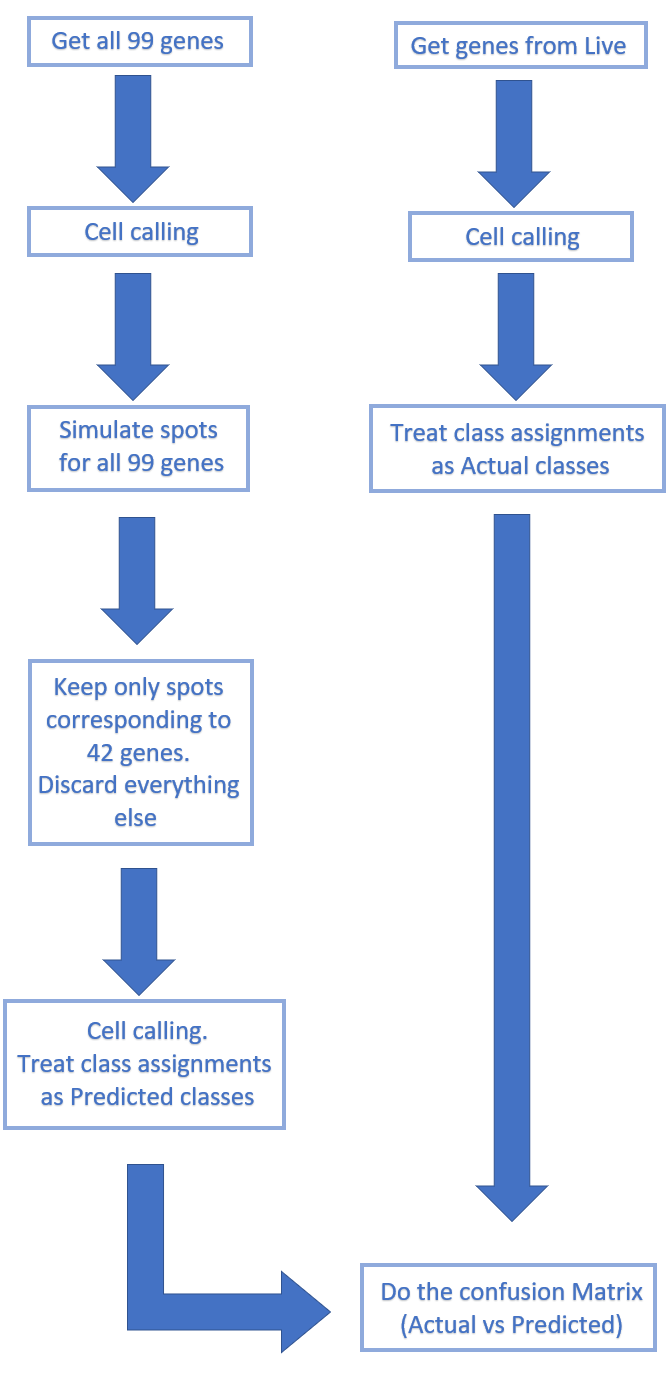 Get all 99 genes
Cell calling
Simulate spots
for all 99 genes
Keep only spots
corresponding to
42 genes.
Discard everything
else
Cell calling.
Treat class assignments
as Predicted classes
Get genes from Live
Cell calling
Treat class assignments
as Actual classes
Do the confusion Matrix
(Actual vs Predicted)